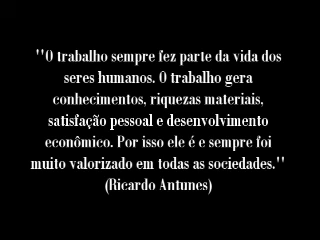 "O trabalho sempre fez parte da vida dos
seres humanos. O trabalho gera
conhecimentos, riquezas materiais,
satisfação pessoal e desenvolvimento
econômico. Por isso ele é e sempre foi
muito valorizado em todas as sociedades."
(Ricardo Antunes)